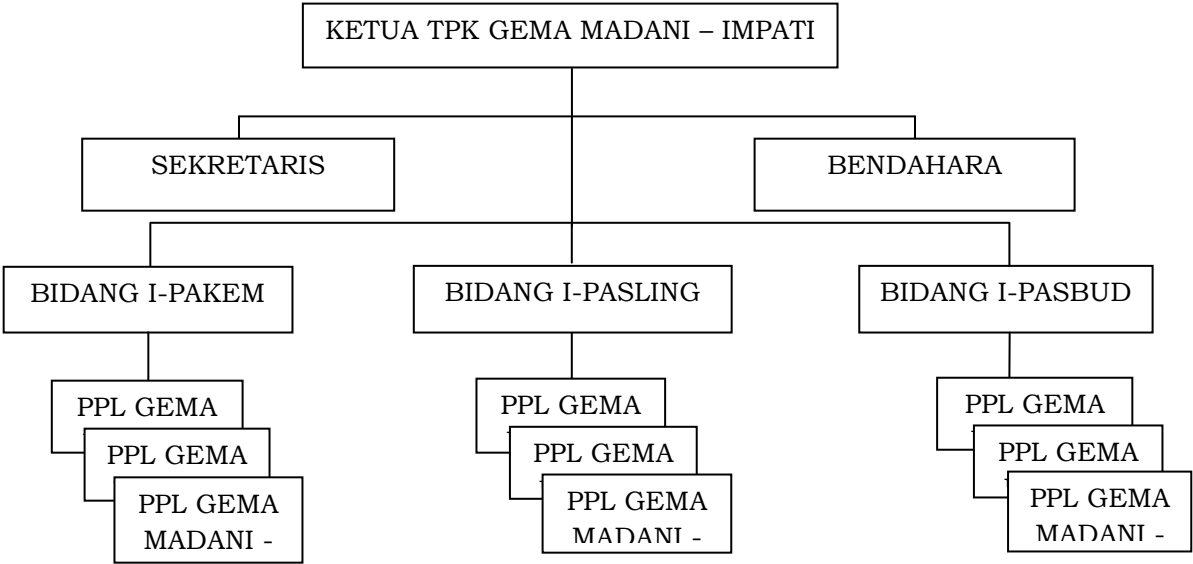 KETUA TPK GEMA MADANI – IMPATI
SEKRETARIS
BENDAHARA
BIDANG I-PAKEM
BIDANG I-PASLING
BIDANG I-PASBUD
PPL GEMA
PPL GEMA
PPL GEMA
MADANI -
PPL GEMA
PPL GEMA
PPL GEMA
MADANI -
PPL GEMA
PPL GEMA
PPL GEMA
MADANI -